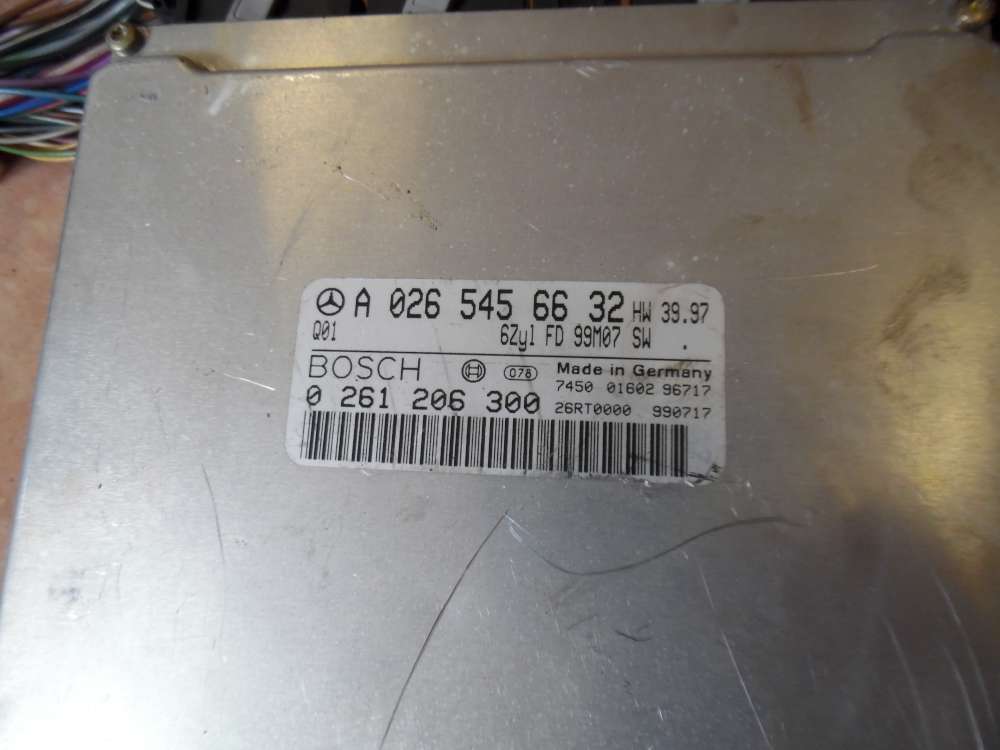 A 026 545 66 32 HW 39.97
Q01 6Zyl FD 99M07 SW .
BOSCH 078 Made in Germany
7450 01602 96717
0 261 206 300 26RT0000 990717